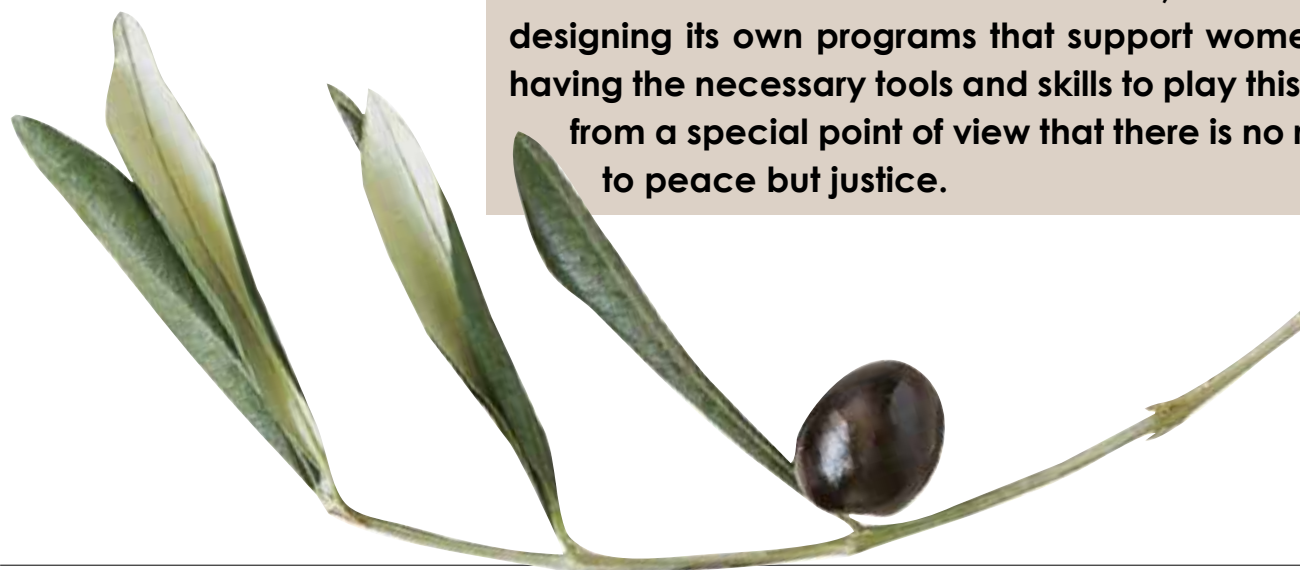 designing its own programs that support
having the necessary tools and skills to play this
from a special point of view that there is no
to peace but justice.